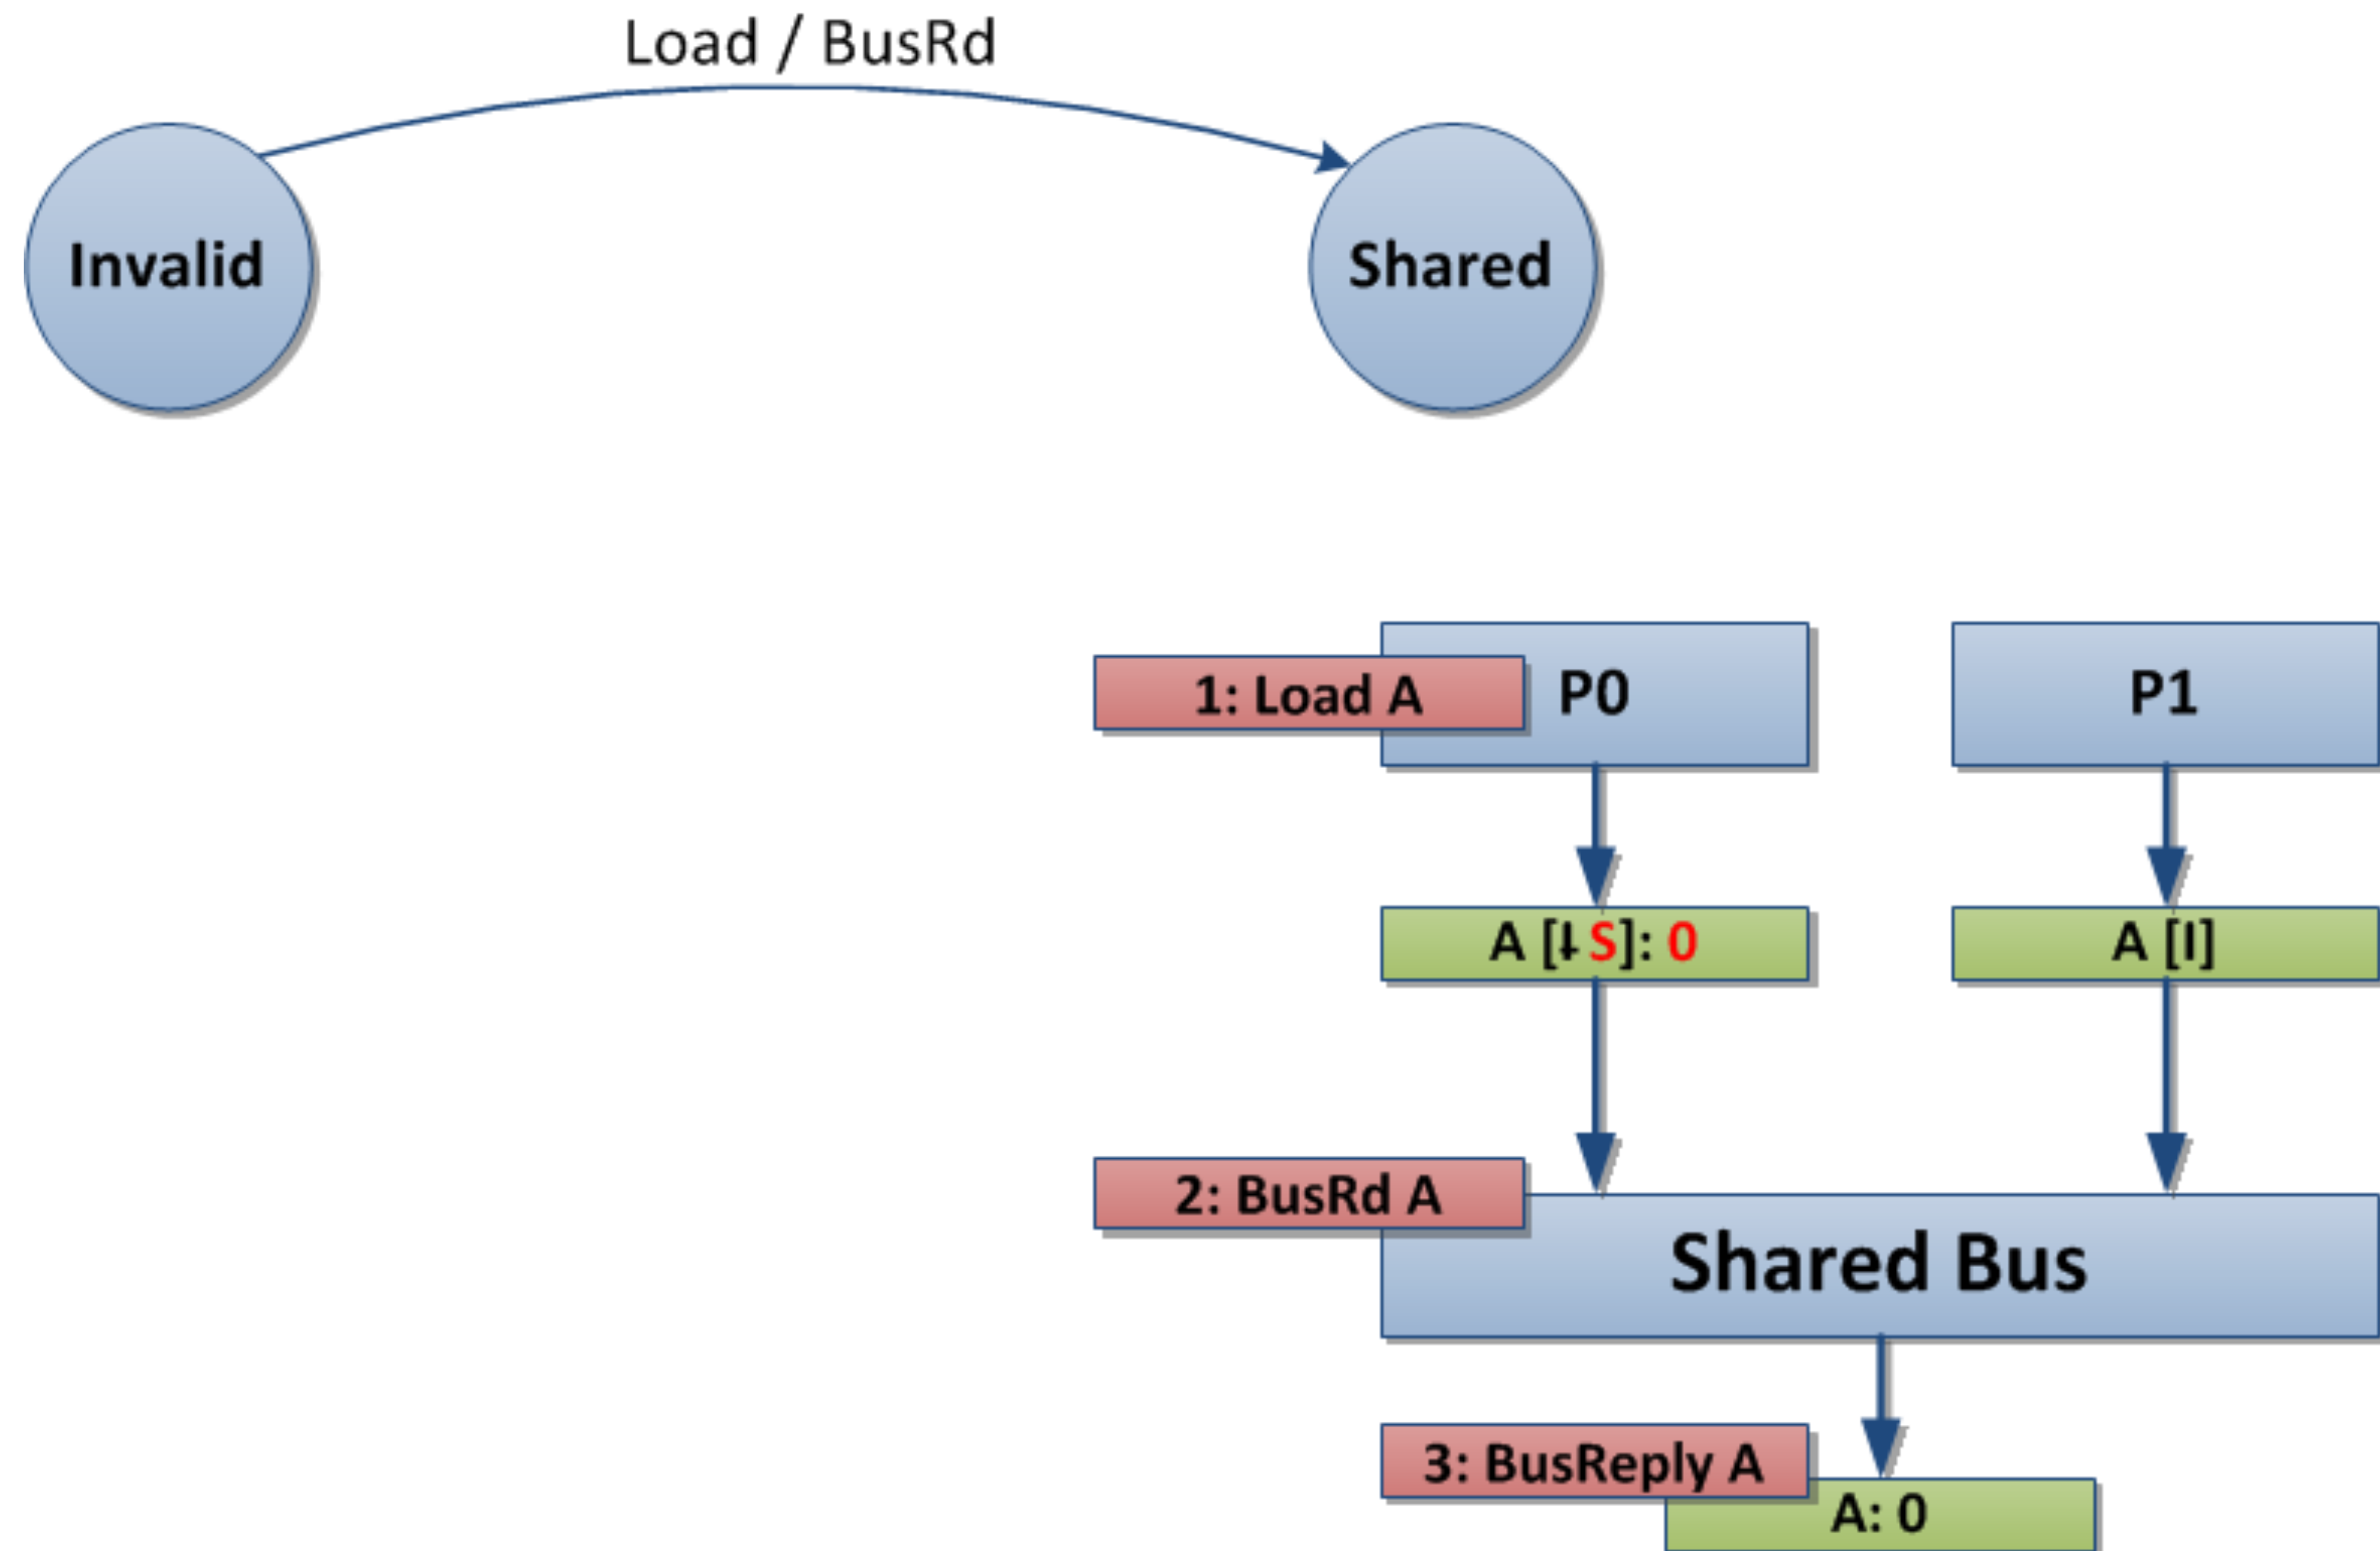 Load / BusRd
Invalid
Shared
1: Load A
P0
P1
A [I S]: 0
A [I]
2: BusRd A
Shared Bus
3: BusReply A
A: 0